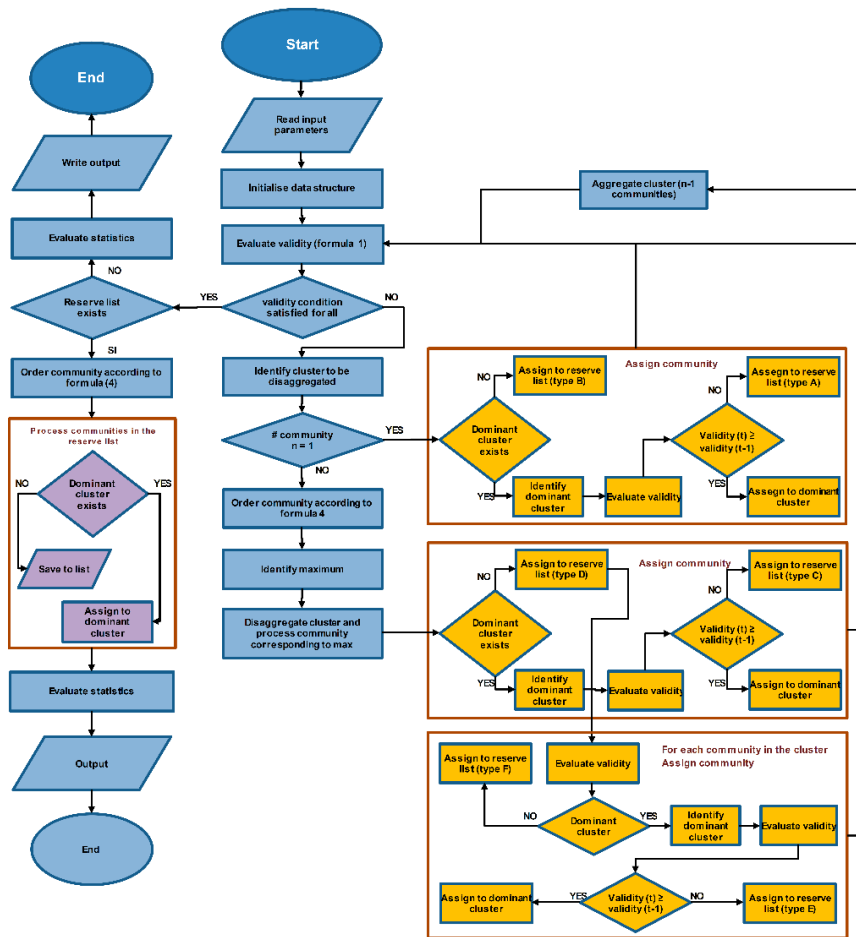 Start
End
Read input
parameters
Write output
Initialise data structure
Aggregate cluster (n-1
communities)
Evaluate statistics
Evaluate validity (formula 1)
NO
Reserve list
exists
YES
validity condition
satisfied for all
NO
SI
Order community according to
formula (4)
Identify cluster to be
disaggregated
Process communities in the
reserve list
NO
Dominant
cluster
exists
YES
Save to list
Assign to
dominant
cluster
Evaluate statistics
Output
End
# community
n = 1
YES
NO
Order community according to
formula 4
Identify maximum
Disaggregate cluster and
process community
corresponding to max
Assign community
NO
Assign to reserve
list (type B)
Dominant
cluster
exists
YES
Identify
dominant
cluster
Evaluate validity
Validity (t) ≥
validity
(t-1)
NO
Assign to reserve
list (type A)
YES
Assegn to dominant
cluster
Assign community
NO
Assign to reserve
list (type D)
Dominant
cluster
exists
YES
Identify
dominant
cluster
Evaluate validity
Validity (t) ≥
validity
(t-1)
NO
Assign to reserve
list (type C)
YES
Assign to dominant
cluster
For each community in the cluster
Assign community
Assign to reserve
list (type F)
Evaluate validity
NO
Dominant
cluster
YES
Identify
dominant
cluster
Evaluate validity
Assign to dominant
cluster
YES
Validity (t) ≥
validity (t-1)
NO
Assign to reserve
list (type E)